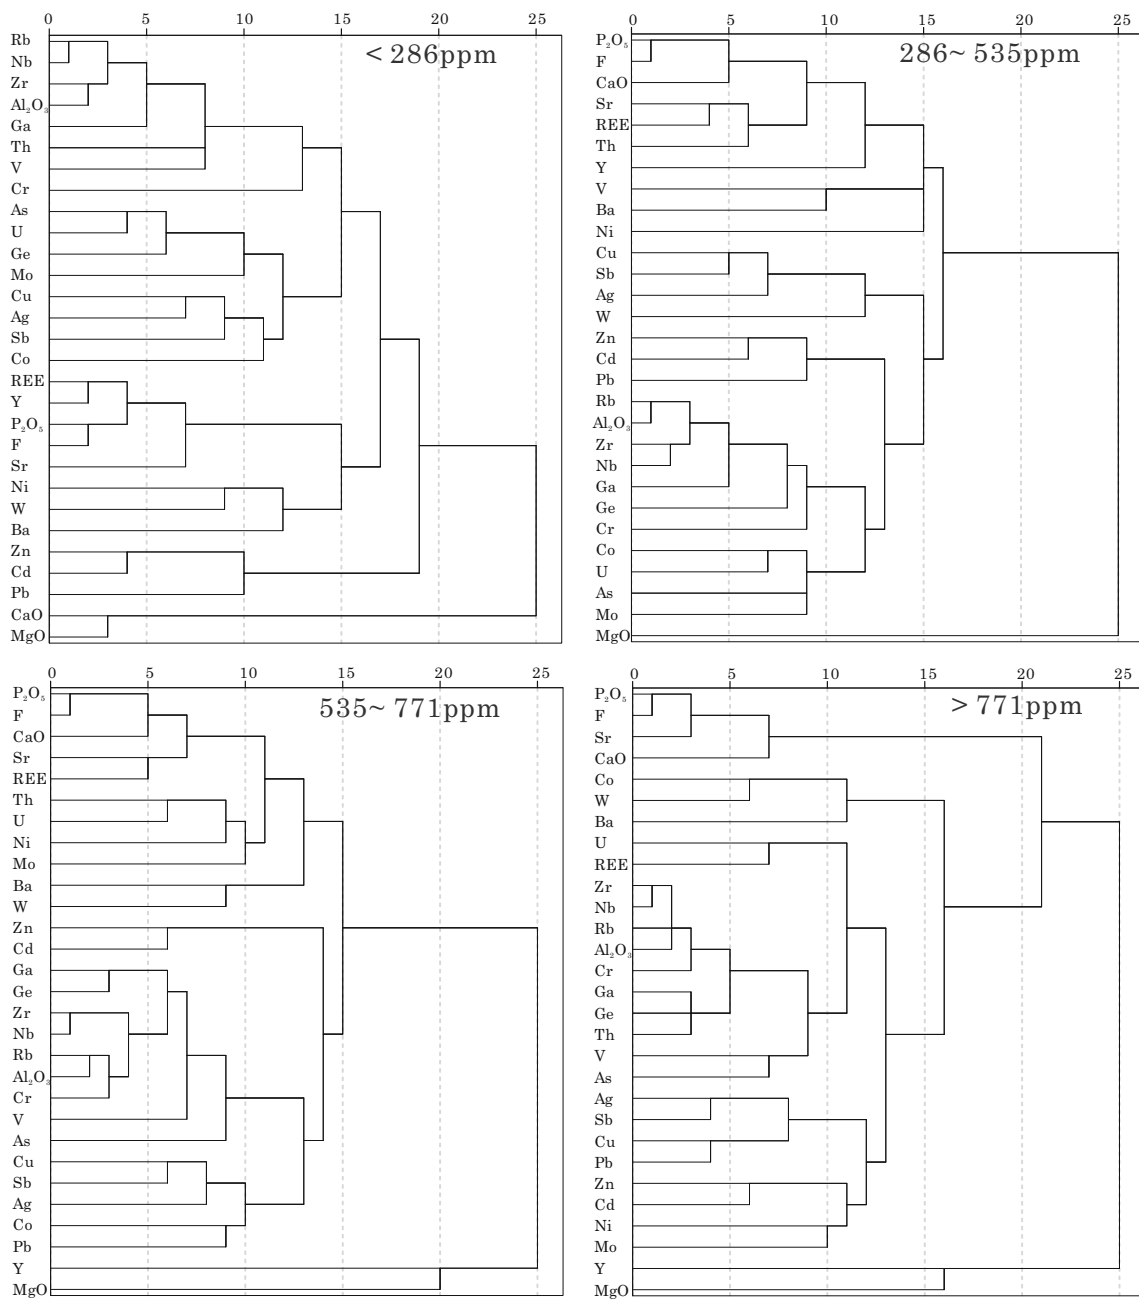 0 5 10 15 20 25
< 286ppm
Rb
Nb
Zr
Al₂O₃
Ga
Th
V
Cr
As
U
Ge
Mo
Cu
Ag
Sb
Co
REE
Y
P₂O₅
F
Sr
Ni
W
Ba
Zn
Cd
Pb
CaO
MgO
0 5 10 15 20 25
286~ 535ppm
P₂O₅
F
CaO
Sr
REE
Th
Y
V
Ba
Ni
Cu
Sb
Ag
W
Zn
Cd
Pb
Rb
Al₂O₃
Zr
Nb
Ga
Ge
Cr
Co
U
As
Mo
MgO
0 5 10 15 20 25
535~ 771ppm
P₂O₅
F
CaO
Sr
REE
Th
U
Ni
Mo
Ba
W
Zn
Cd
Ga
Ge
Zr
Nb
Rb
Al₂O₃
Cr
V
As
Cu
Sb
Ag
Co
Pb
Y
MgO
0 5 10 15 20 25
> 771ppm
P₂O₅
F
Sr
CaO
Co
W
Ba
U
REE
Zr
Nb
Rb
Al₂O₃
Cr
Ga
Ge
Th
V
As
Ag
Sb
Cu
Pb
Zn
Cd
Ni
Mo
Y
MgO